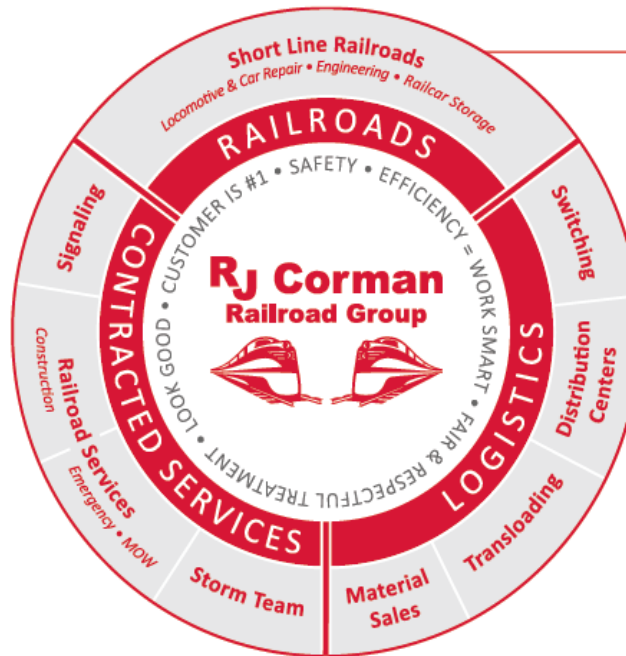 Short Line Railroads
Locomotive & Car Repair • Engineering • Railcar Storage
RAILROADS
Switching
Distribution
Centers
Transloading
Material
Sales
LOGISTICS
Storm Team
Railroad Services
Emergency • MOW
Construction
Signaling
CONTRACTED SERVICES
CUSTOMER IS #1 • SAFETY • EFFICIENCY = WORK SMART • FAIR & RESPECTFUL TREATMENT • LOOK GOOD •
RJ Corman
Railroad Group